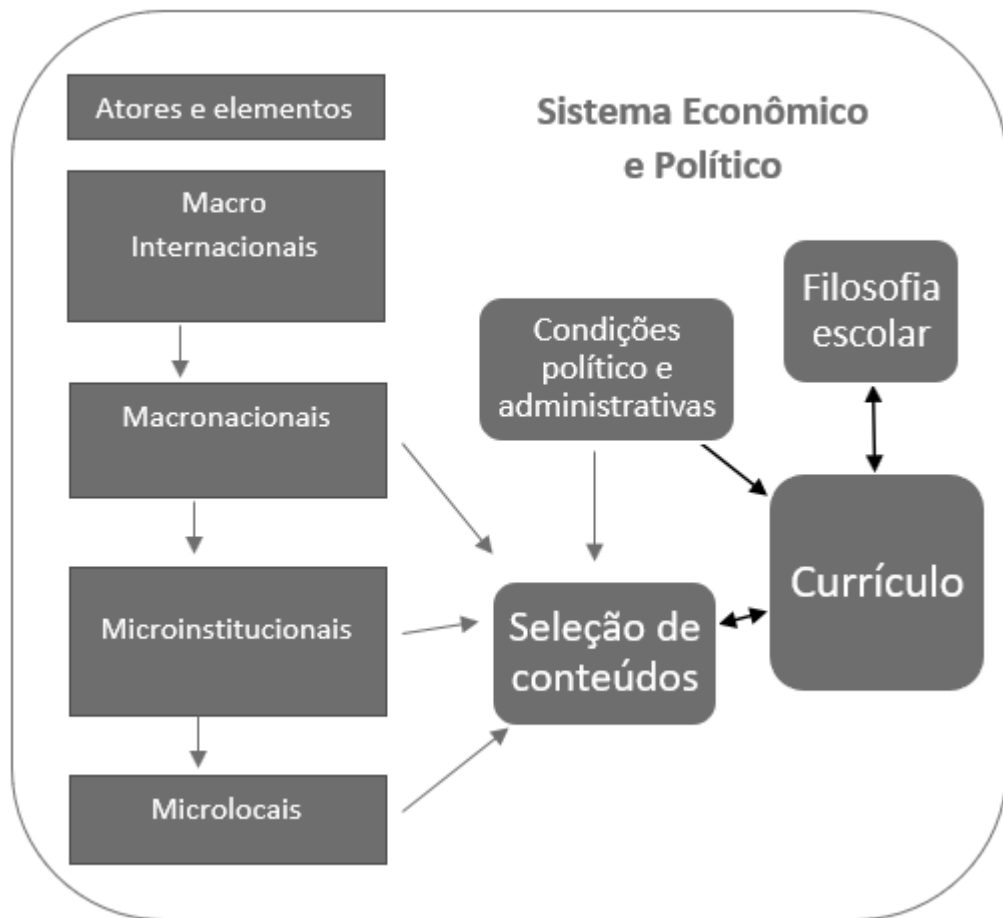 Atores e elementos
Sistema Econômico
e Político
Macro
Internacionais
Filosofia
escolar
Condições
político e
administrativas
Macronacionais
Currículo
Microinstitucionais
Seleção de
conteúdos
Microlocais